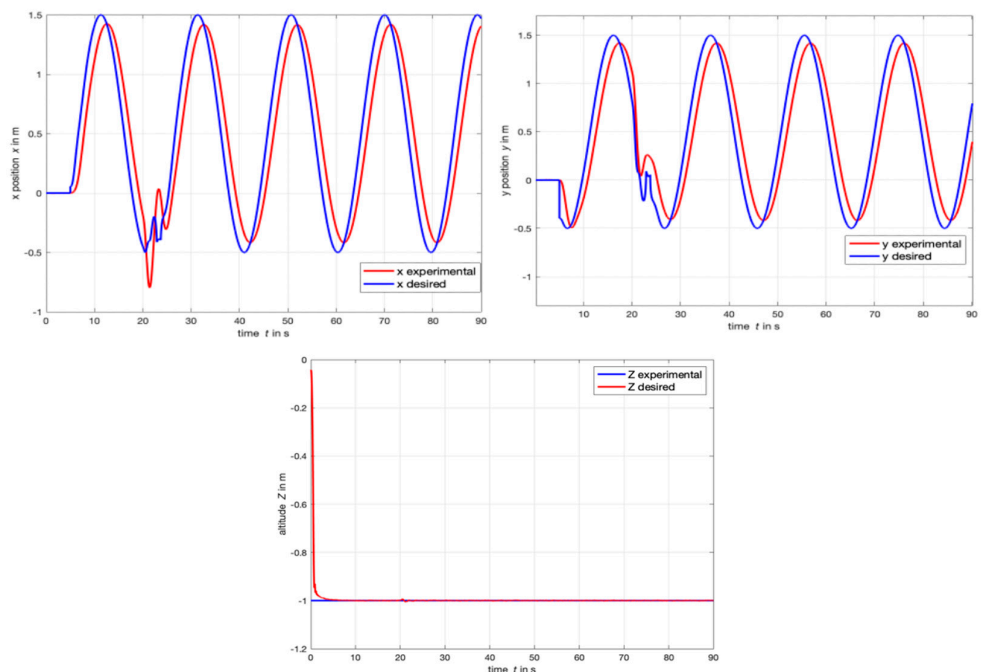 1.5
1
0.5
0
-0.5
-1
x position x in m
0 10 20 30 40 50 60 70 80 90
time t in s
x experimental
x desired
1.5
1
0.5
0
-0.5
-1
y position y in m
0 10 20 30 40 50 60 70 80 90
time t in s
y experimental
y desired
0
-0.2
-0.4
-0.6
-0.8
-1
-1.2
altitude Z in m
0 10 20 30 40 50 60 70 80 90
time t in s
Z experimental
Z desired